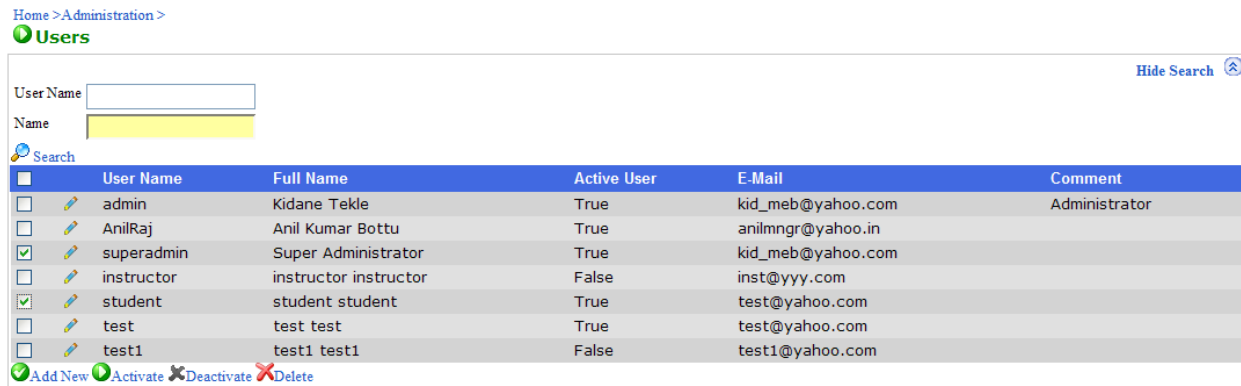 Home >Administration >
Users
Hide Search
User Name
Name
Search
User Name Full Name Active User E-Mail Comment
admin Kidane Tekle True kid_meb@yahoo.com Administrator
AnilRaj Anil Kumar Bottu True anilmngr@yahoo.in
superadmin Super Administrator True kid_meb@yahoo.com
instructor instructor instructor False inst@yyy.com
student student student True test@yahoo.com
test test test True test@yahoo.com
test1 test1 test1 False test1@yahoo.com
Add New Activate Deactivate Delete